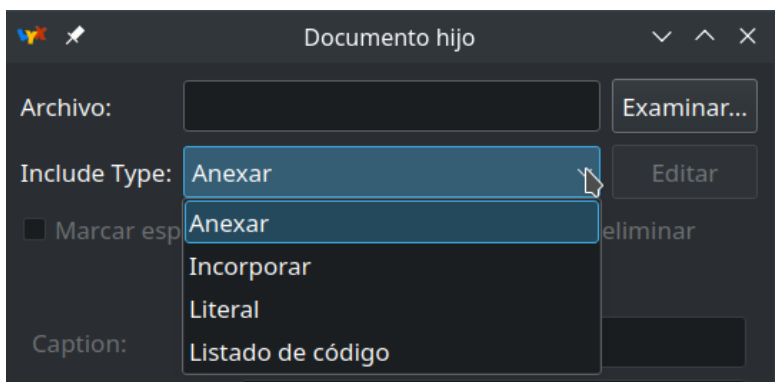 Documento hijo
Archivo:
Examinar...
Include Type: Anexar
Editar
Anexar
Marcar esp
eliminar
Incorporar
Literal
Caption:
Listado de código